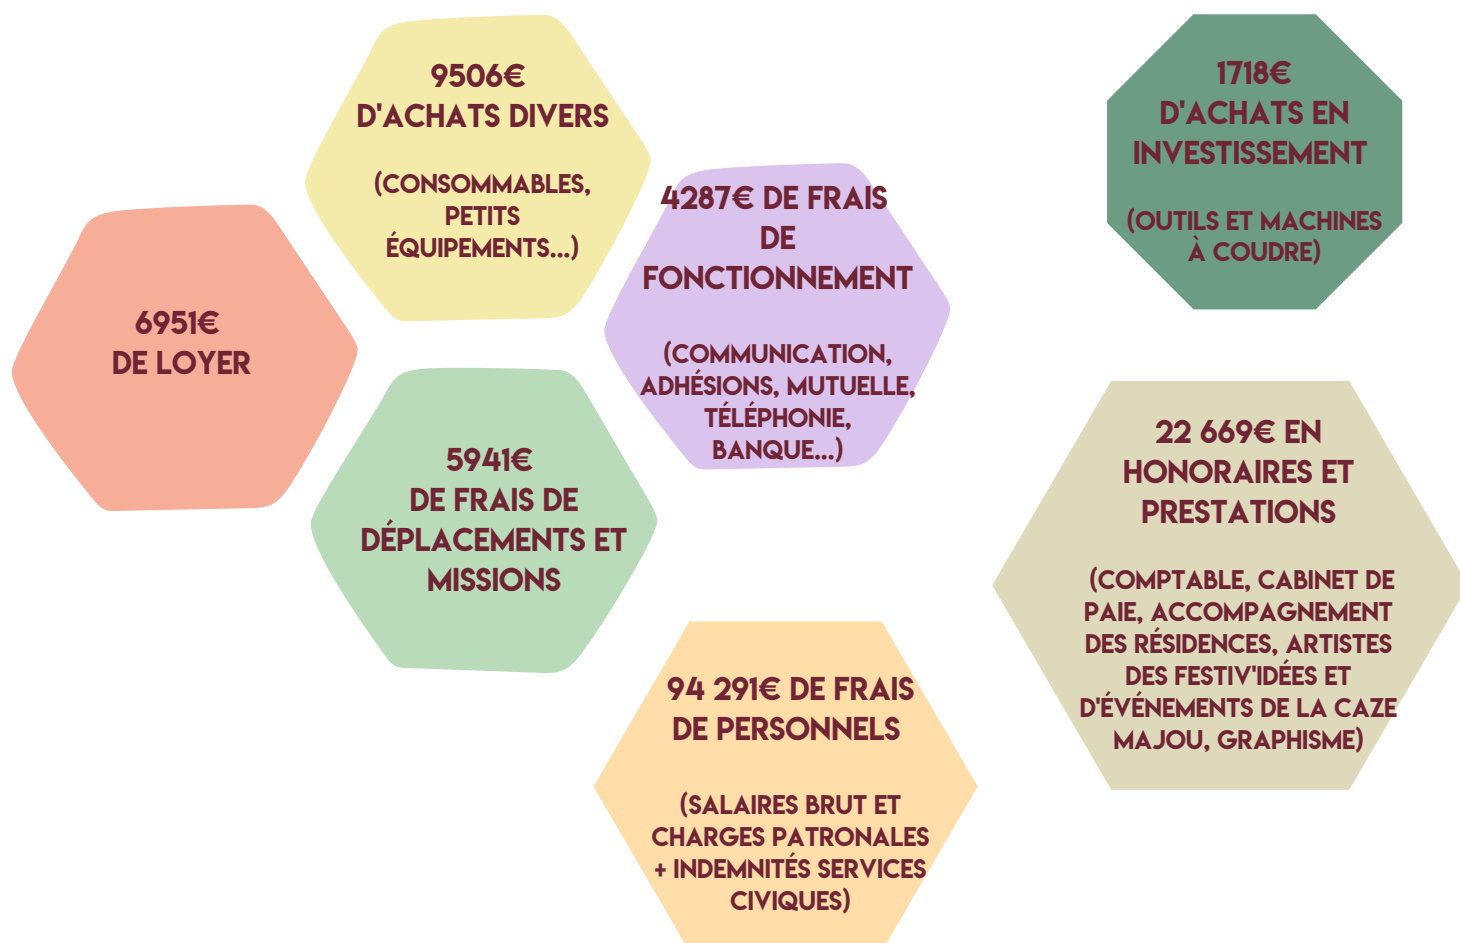 9506€
D'ACHATS DIVERS
(CONSOMMABLES,
PETITS
ÉQUIPEMENTS...)
1718€
D'ACHATS EN
INVESTISSEMENT
(OUTILS ET MACHINES
À COUDRE)
4287€ DE FRAIS
DE
FONCTIONNEMENT
(COMMUNICATION,
ADHÉSIONS, MUTUELLE,
TÉLÉPHONIE,
BANQUE...)
6951€
DE LOYER
5941€
DE FRAIS DE
DÉPLACEMENTS ET
MISSIONS
22 669€ EN
HONORAIRES ET
PRESTATIONS
(COMPTABLE, CABINET DE
PAIE, ACCOMPAGNEMENT
DES RÉSIDENCES, ARTISTES
DES FESTIV'IDÉES ET
D'ÉVÉNEMENTS DE LA CAZE
MAJOU, GRAPHISME)
94 291€ DE FRAIS
DE PERSONNELS
(SALAIRES BRUT ET
CHARGES PATRONALES
+ INDEMNITÉS SERVICES
CIVIQUES)